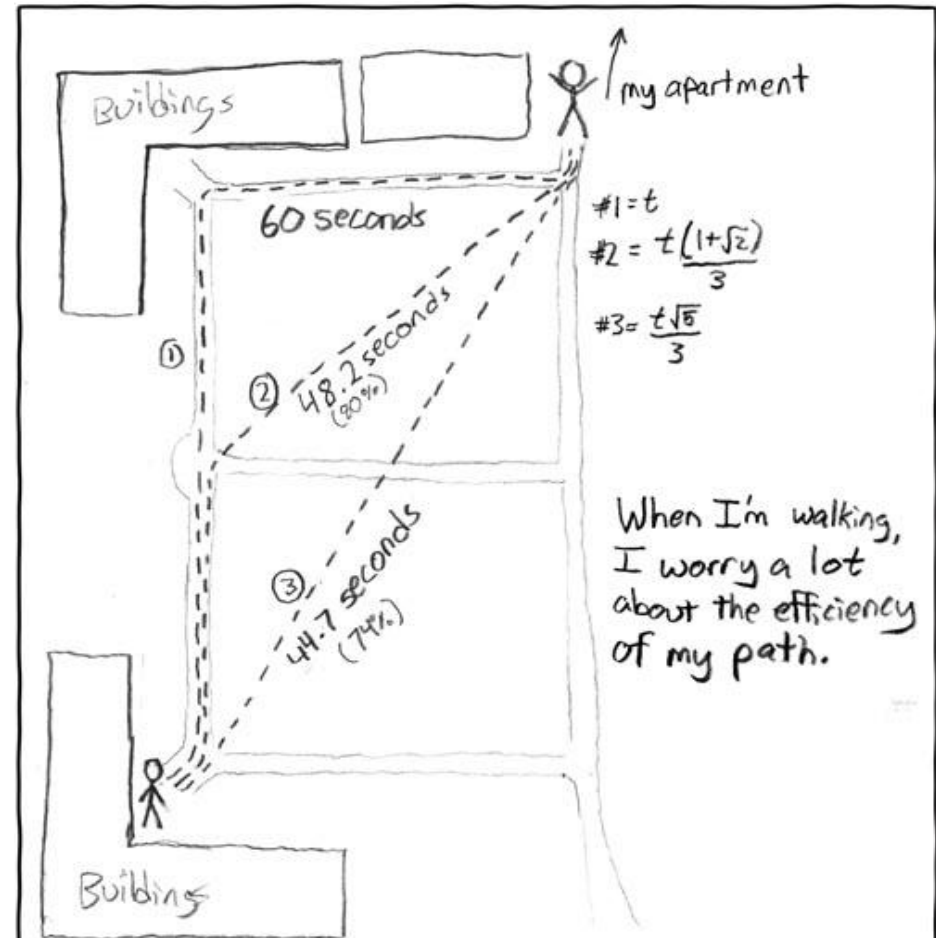 Buildings
my apartment
60 seconds
#1 = t
#2 = t(1+√2)/3
#3 = t√5/3
①
②
48.2 seconds
(80%)
③
44.7 seconds
(74%)
When I'm walking,
I worry a lot
about the efficiency
of my path.
Buildings